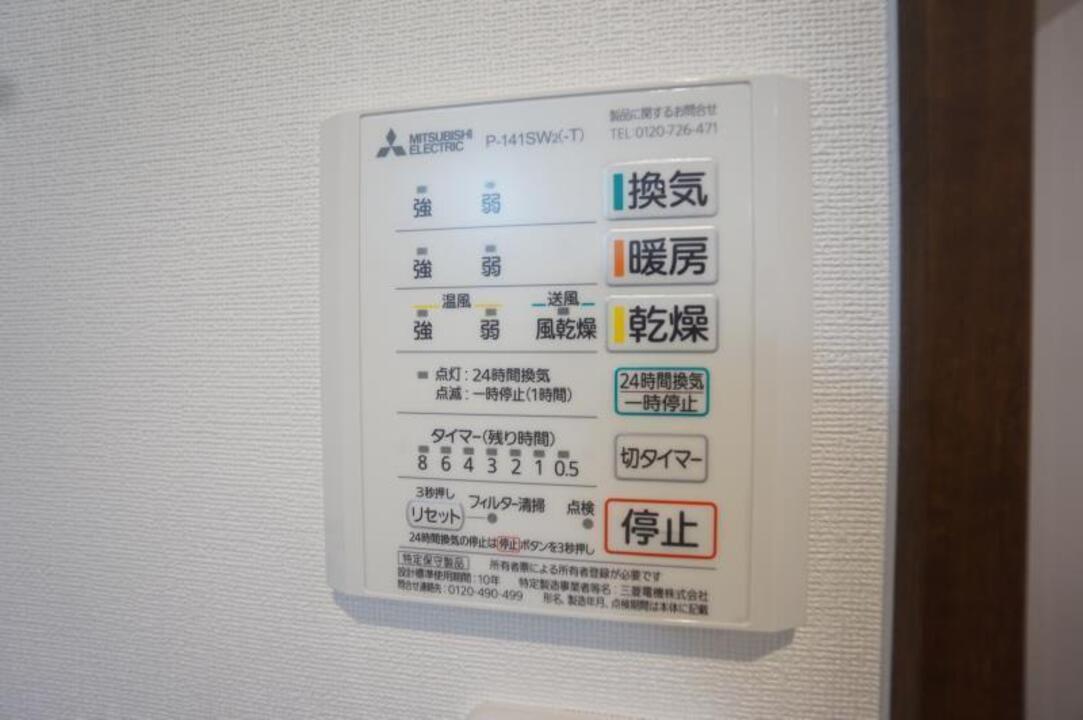 MITSUBISHI
ELECTRIC
P-141SW2(-T)
製品に関するお問合せ
TEL:0120-726-471
強 弱 換気
強 弱 暖房
温風 送風
強 弱 風乾燥 乾燥
点灯:24時間換気
点滅:一時停止(1時間)
24時間換気
一時停止
タイマー(残り時間)
8 6 4 3 2 1 0.5
切タイマー
3秒押し
リセット フィルター清掃 点検
停止
24時間換気の停止は停止ボタンを3秒押し
特定保守製品 所有者票による所有者登録が必要です
設計標準使用期間:10年 特定製造事業者等名:三菱電機株式会社
問合せ連絡先:0120-490-499 形名、製造年月、点検期間は本体に記載